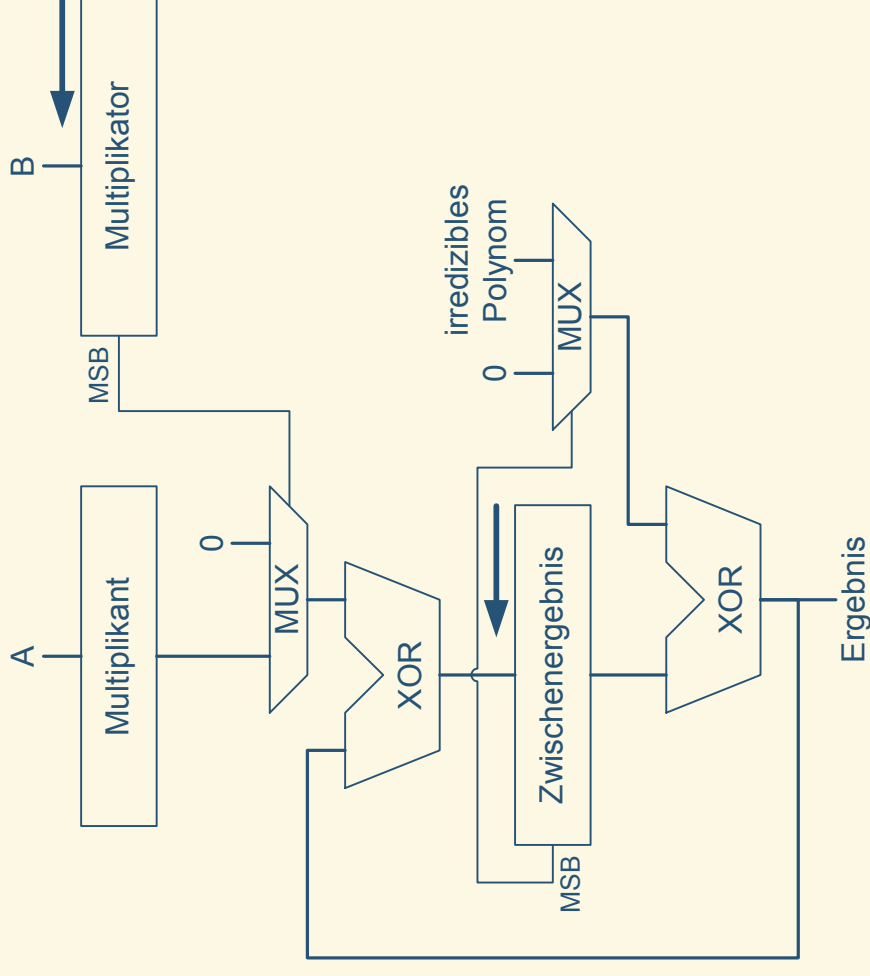 A
B
Multiplikant
MSB
Multiplikator
0
MUX
XOR
irredizibles
0
Polynom
MSB
Zwischenergebnis
MUX
XOR
Ergebnis